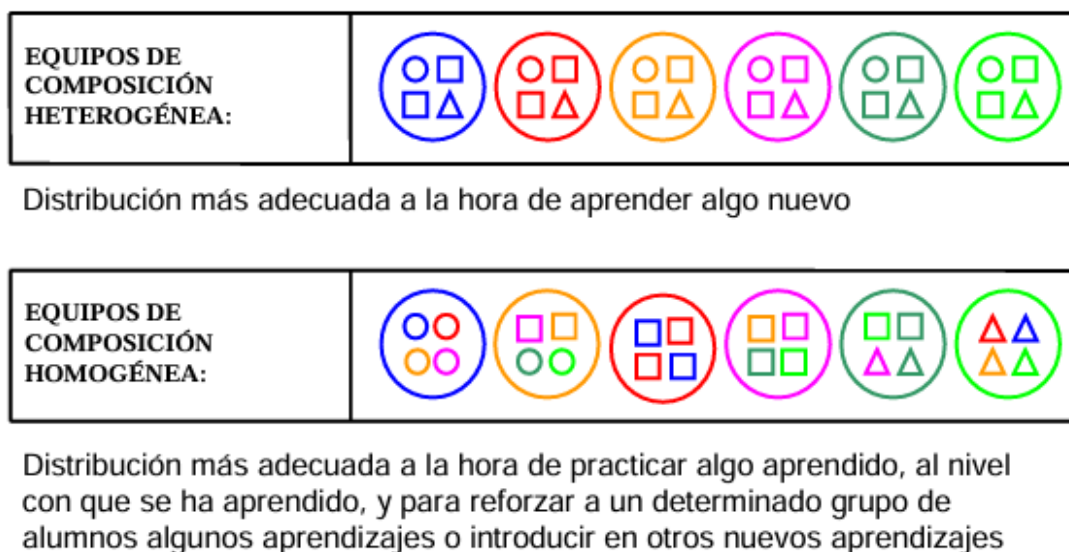 EQUIPOS DE
COMPOSICIÓN
HETEROGÉNEA:
Distribución más adecuada a la hora de aprender algo nuevo
EQUIPOS DE
COMPOSICIÓN
HOMOGÉNEA:
Distribución más adecuada a la hora de practicar algo aprendido, al nivel
con que se ha aprendido, y para reforzar a un determinado grupo de
alumnos algunos aprendizajes o introducir en otros nuevos aprendizajes